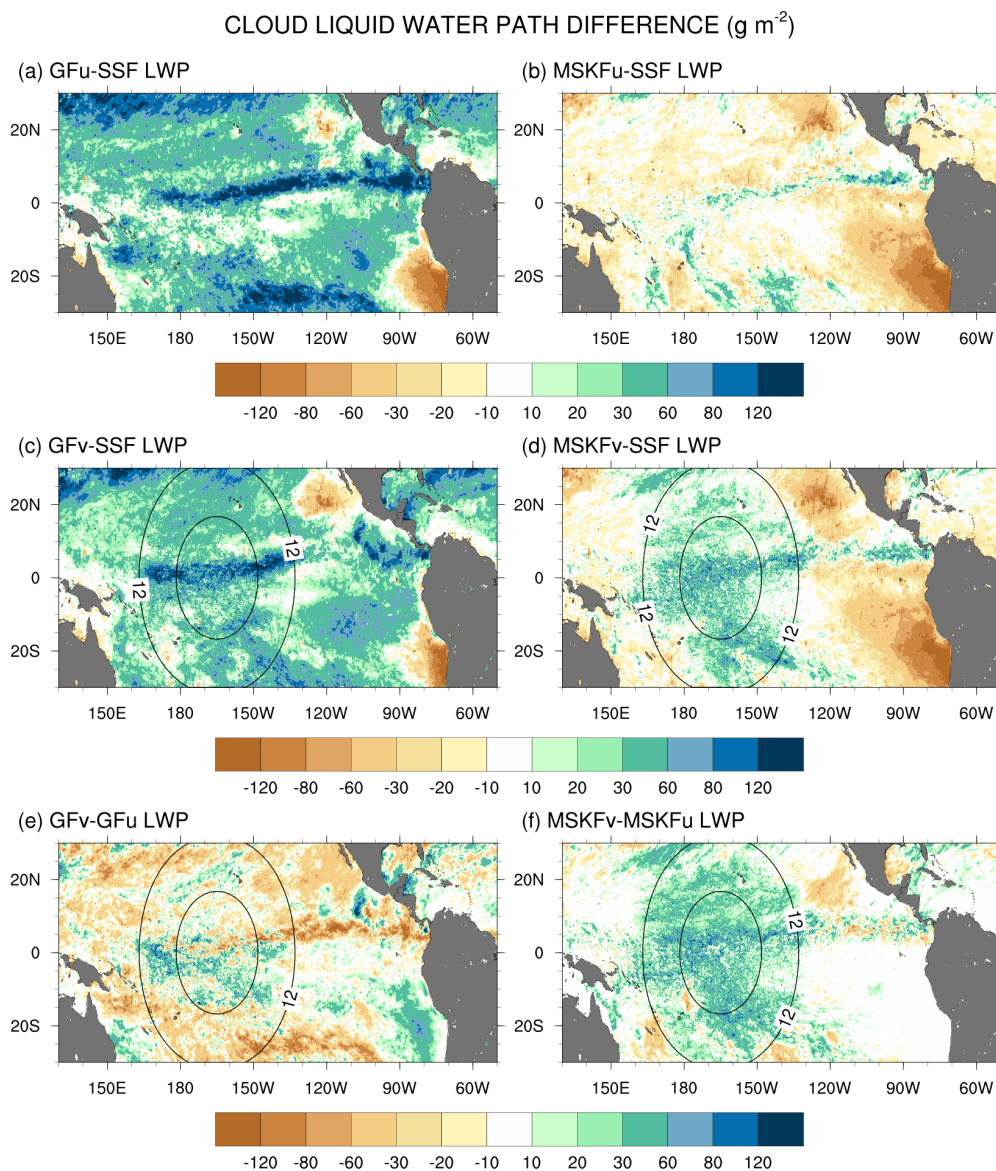 CLOUD LIQUID WATER PATH DIFFERENCE (g m⁻²)
(a) GFu-SSF LWP
(b) MSKFu-SSF LWP
20N
0
20S
150E 180 150W 120W 90W 60W
20N
0
20S
150E 180 150W 120W 90W 60W
-120 -80 -60 -30 -20 -10 10 20 30 60 80 120
(c) GFv-SSF LWP
(d) MSKFv-SSF LWP
20N
0
20S
12
12
12
150E 180 150W 120W 90W 60W
20N
0
20S
12
12
12
12
150E 180 150W 120W 90W 60W
-120 -80 -60 -30 -20 -10 10 20 30 60 80 120
(e) GFv-GFu LWP
(f) MSKFv-MSKFu LWP
20N
0
20S
12
150E 180 150W 120W 90W 60W
20N
0
20S
12
12
150E 180 150W 120W 90W 60W
-120 -80 -60 -30 -20 -10 10 20 30 60 80 120